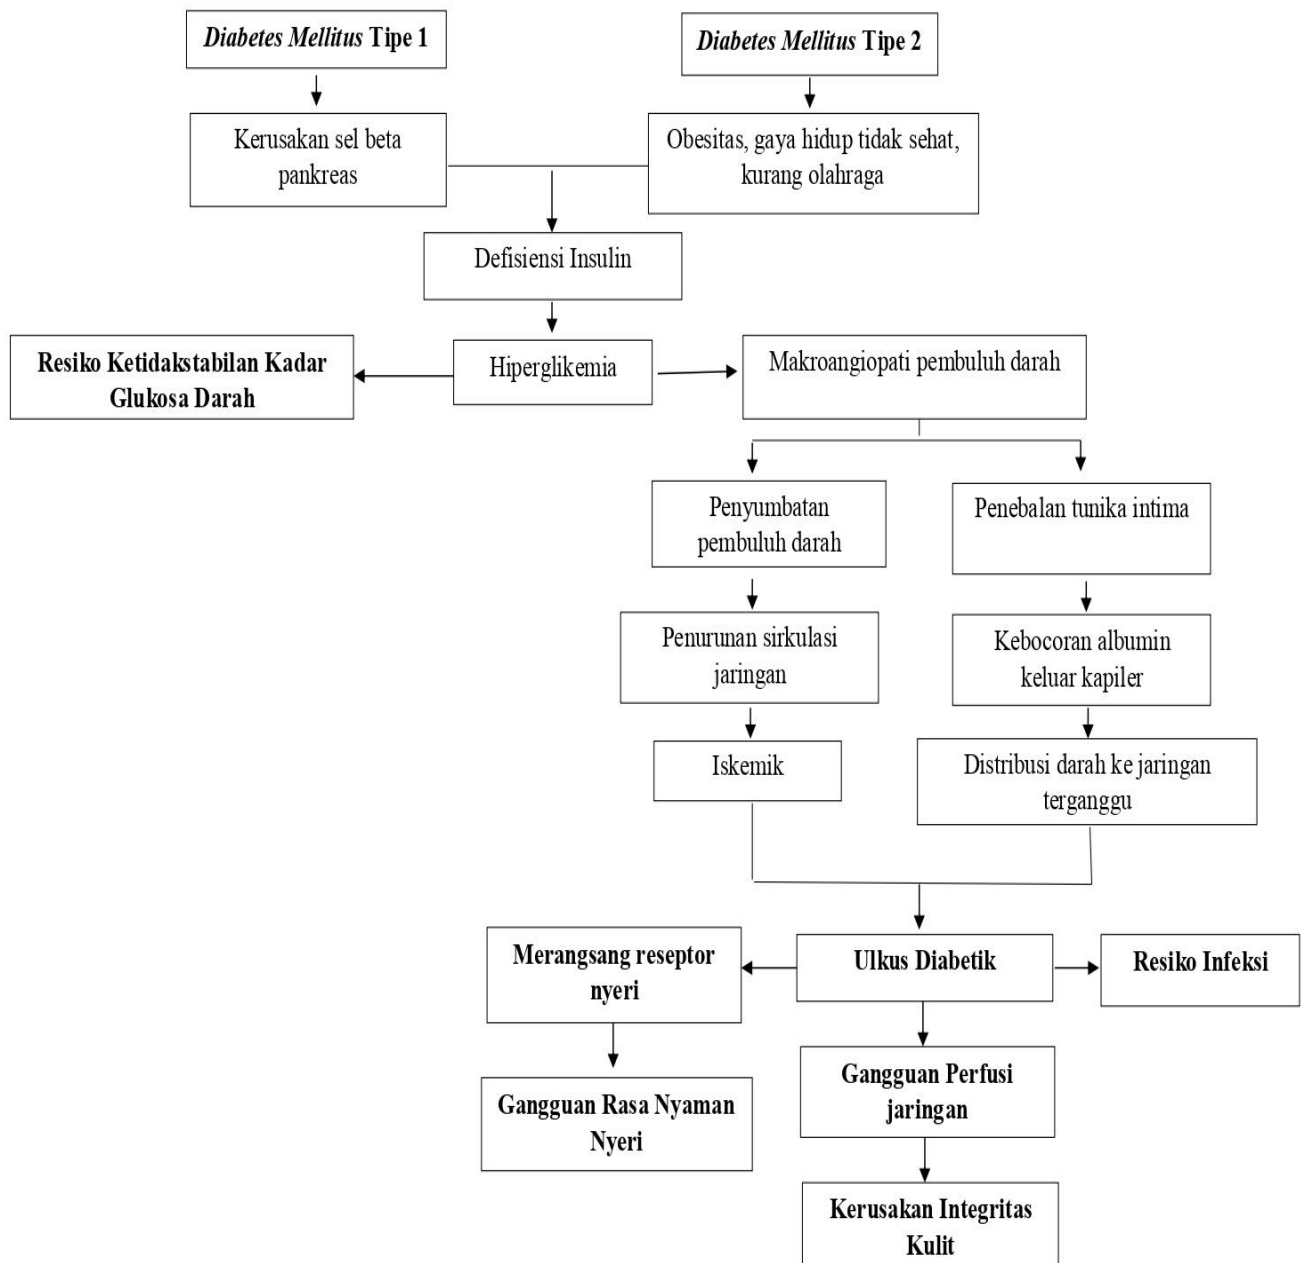 Diabetes Mellitus Tipe 1
Diabetes Mellitus Tipe 2
Kerusakan sel beta
pankreas
Obesitas, gaya hidup tidak sehat,
kurang olahraga
Defisiensi Insulin
Resiko Ketidakstabilan Kadar
Glukosa Darah
Hiperglikemia
Makroangiopati pembuluh darah
Penyumbatan
pembuluh darah
Penebalan tunika intima
Penurunan sirkulasi
jaringan
Kebocoran albumin
keluar kapiler
Iskemik
Distribusi darah ke jaringan
terganggu
Merangsang reseptor
nyeri
Ulkus Diabetik
Resiko Infeksi
Gangguan Rasa Nyaman
Nyeri
Gangguan Perfusi
jaringan
Kerusakan Integritas
Kulit